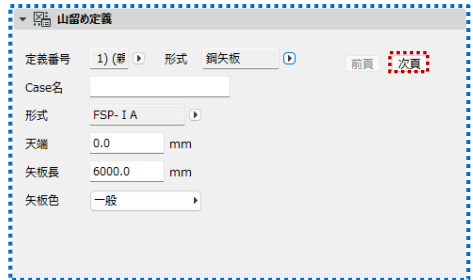 山留め定義
定義番号 1) (新 形式 鋼矢板 前頁 次頁
Case名
形式 FSP-ⅠA
天端 0.0 mm
矢板長 6000.0 mm
矢板色 一般